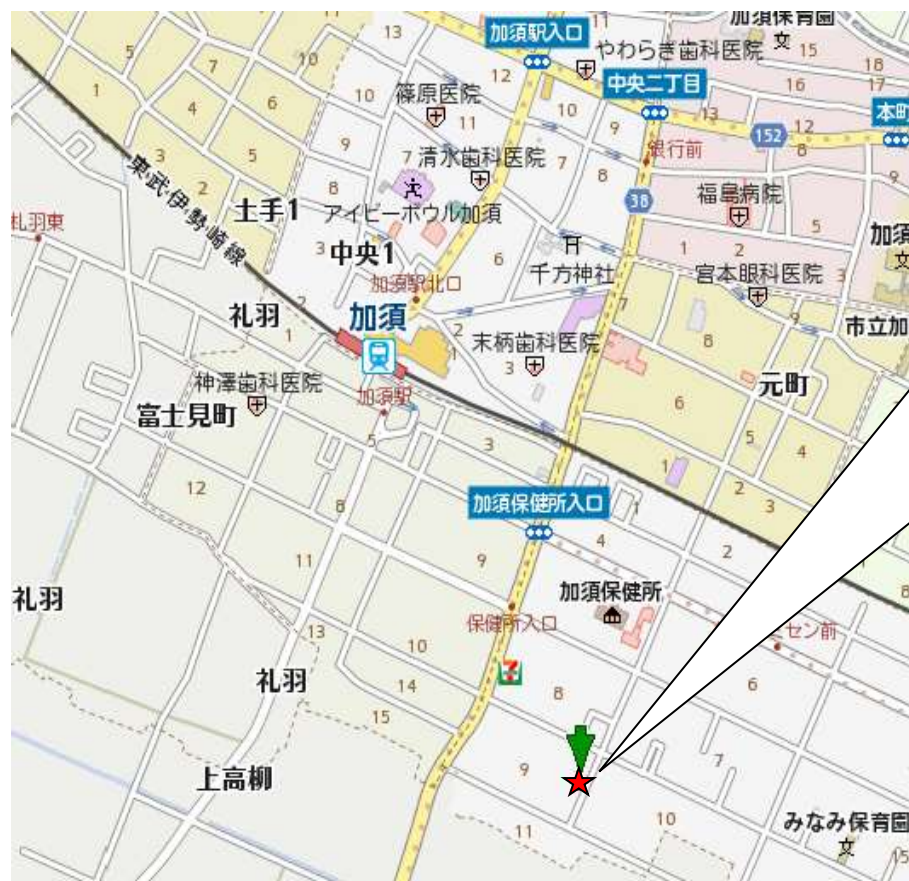 加須保育園
加須駅入口
やわらぎ歯科医院
中央二丁目
本町
152
篠原医院
清水歯科医院
銀行前
38
福島病院
東武伊勢崎線
土手1
アイビーボウル加須
札羽東
中央1
千方神社
宮本眼科医院
加須
加須駅北口
礼羽
加須
末柄歯科医院
市立加
神澤歯科医院
加須駅
元町
富士見町
加須保健所入口
礼羽
加須保健所
保健所入口
セン前
礼羽
上高柳
みなみ保育園